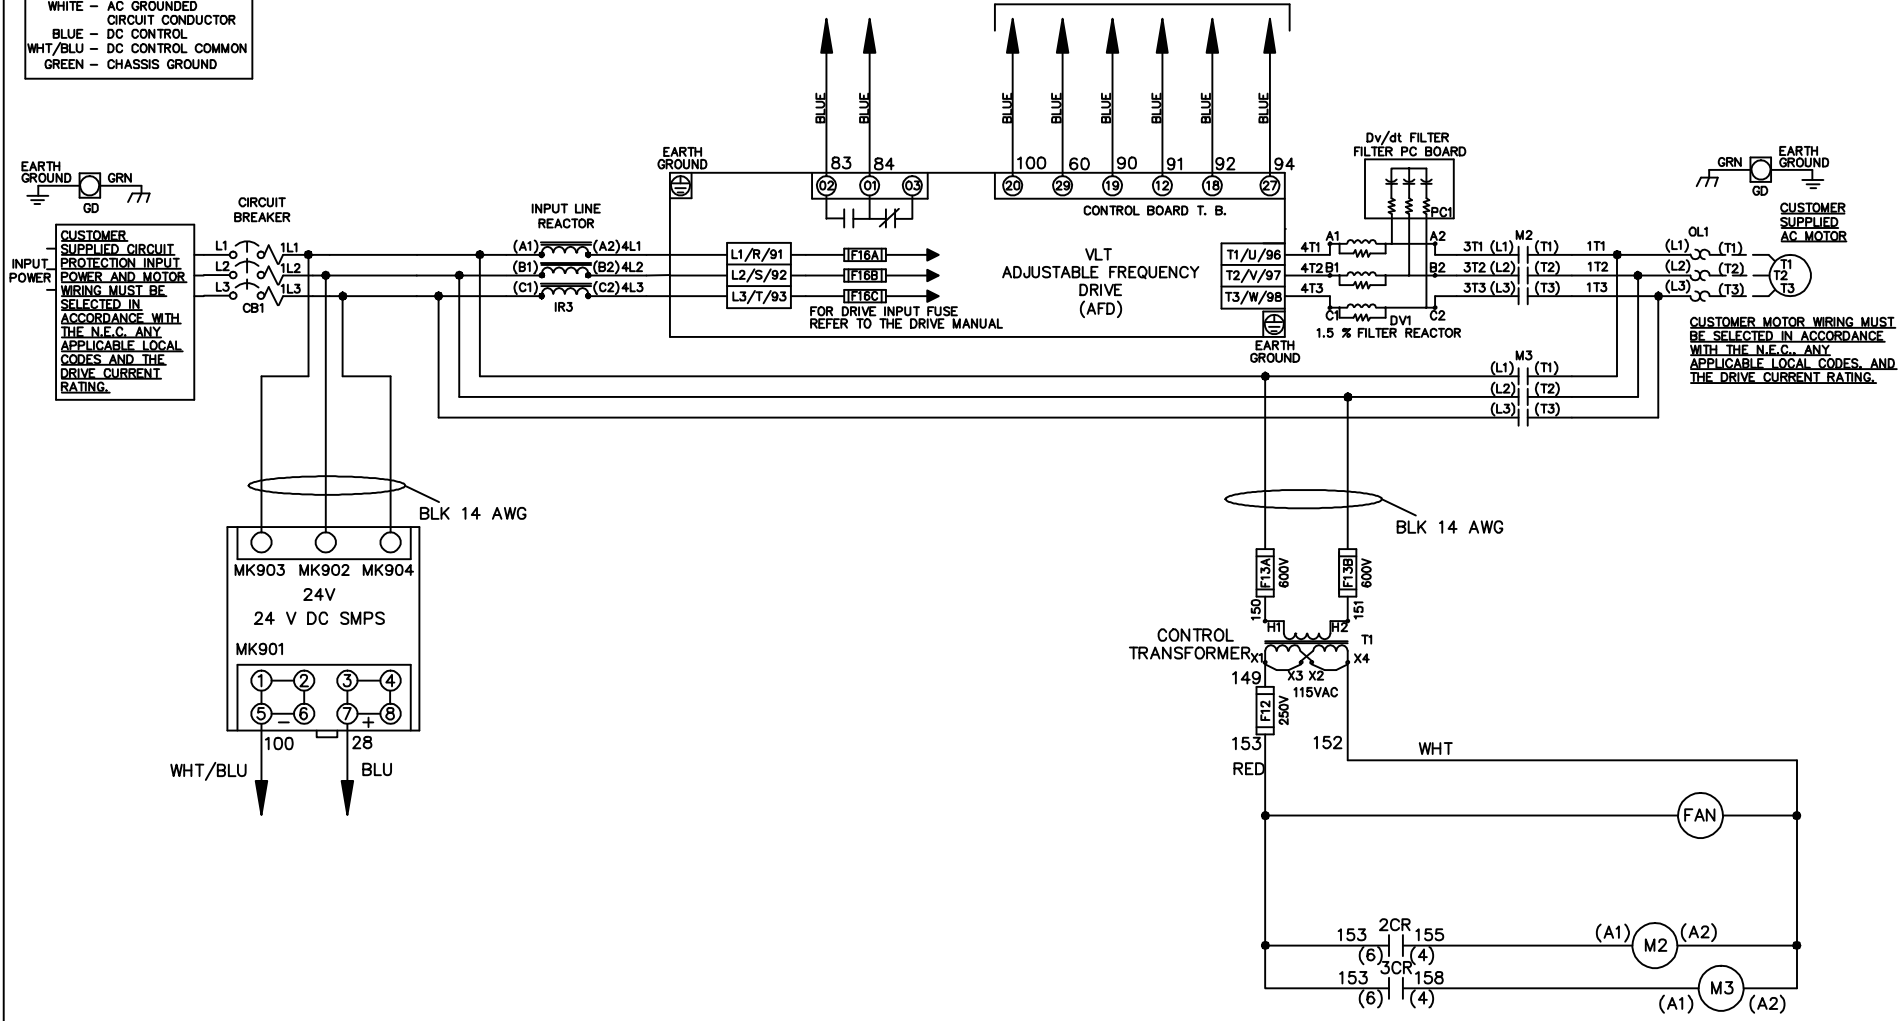 WHITE – AC GROUNDED
CIRCUIT CONDUCTOR
BLUE – DC CONTROL
WHT/BLU – DC CONTROL COMMON
GREEN – CHASSIS GROUND
BLUE
BLUE
BLUE
BLUE
BLUE
BLUE
BLUE
BLUE
EARTH
GROUND
GRN
GD
CUSTOMER
SUPPLIED CIRCUIT
PROTECTION INPUT
POWER AND MOTOR
WIRING MUST BE
SELECTED IN
ACCORDANCE WITH
THE N.E.C. ANY
APPLICABLE LOCAL
CODES AND THE
DRIVE CURRENT
RATING.
INPUT
POWER
CIRCUIT
BREAKER
L1 1L1
L2 1L2
L3 1L3
CB1
INPUT LINE
REACTOR
(A1) (A2) 4L1
(B1) (B2) 4L2
(C1) (C2) 4L3
IR3
EARTH
GROUND
83 84
02 01 03
100 60 90 91 92 94
20 29 19 12 18 27
CONTROL BOARD T. B.
L1/R/91
L2/S/92
L3/T/93
F16A
F16B
F16C
FOR DRIVE INPUT FUSE
REFER TO THE DRIVE MANUAL
VLT
ADJUSTABLE FREQUENCY
DRIVE
(AFD)
T1/U/96
T2/V/97
T3/W/98
EARTH
GROUND
Dv/dt FILTER
FILTER PC BOARD
PC1
4T1 A1 A2
4T2 B1 B2
4T3 C1 C2
DV1
1.5 % FILTER REACTOR
M2
3T1 (L1) (T1) 1T1
3T2 (L2) (T2) 1T2
3T3 (L3) (T3) 1T3
OL1
(L1) (T1)
(L2) (T2)
(L3) (T3)
T1
T2
T3
GRN
EARTH
GROUND
GD
CUSTOMER
SUPPLIED
AC MOTOR
CUSTOMER MOTOR WIRING MUST
BE SELECTED IN ACCORDANCE
WITH THE N.E.C., ANY
APPLICABLE LOCAL CODES, AND
THE DRIVE CURRENT RATING.
M3
(L1) (T1)
(L2) (T2)
(L3) (T3)
BLK 14 AWG
MK903 MK902 MK904
24V
24 V DC SMPS
MK901
1 2 3 4
5 – 6 7 + 8
100 28
WHT/BLU BLU
BLK 14 AWG
F13A
600V
F13B
600V
150 151
H1 H2
CONTROL
TRANSFORMER
T1
X1 X4
X3 X2
149
115VAC
F12
250V
153 152
RED
WHT
FAN
2CR
153 155
(6) (4)
(A1) M2 (A2)
3CR
153 158
(6) (4)
M3
(A1) (A2)